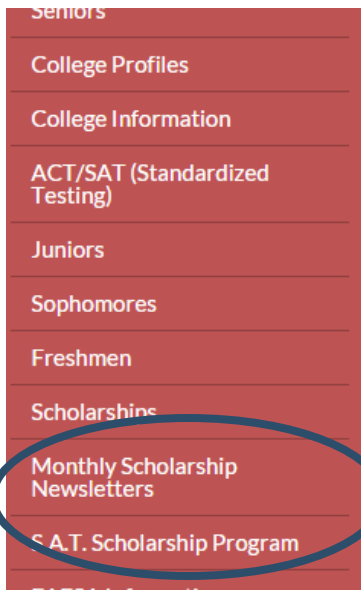 Seniors
College Profiles
College Information
ACT/SAT (Standardized
Testing)
Juniors
Sophomores
Freshmen
Scholarships
Monthly Scholarship
Newsletters
S.A.T. Scholarship Program